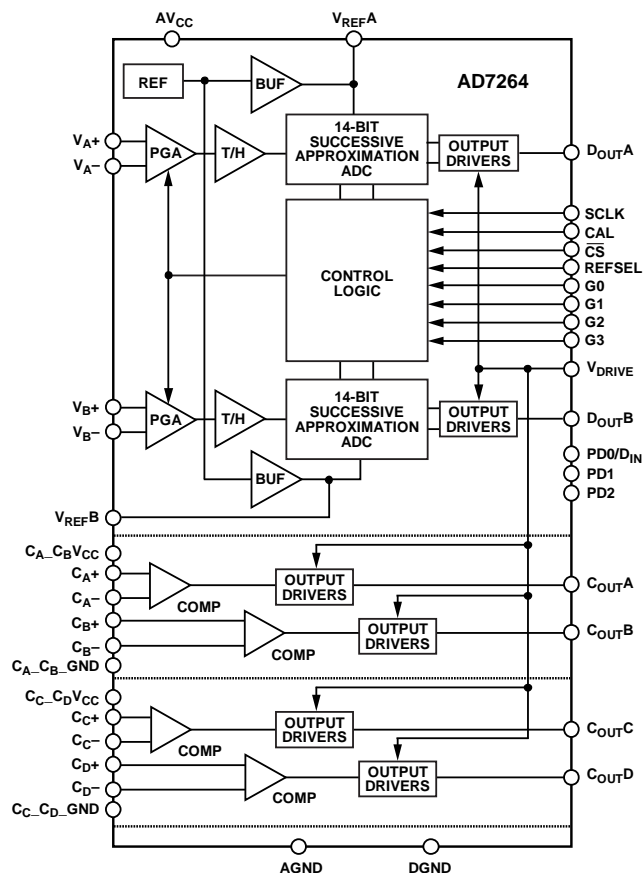 AVCC
VREFA
REF
BUF
AD7264
VA+
VA–
PGA
T/H
14-BIT
SUCCESSIVE
APPROXIMATION
ADC
OUTPUT
DRIVERS
DOUTA
SCLK
CAL
CS
REFSEL
G0
G1
G2
G3
CONTROL
LOGIC
VDRIVE
VB+
VB–
PGA
T/H
14-BIT
SUCCESSIVE
APPROXIMATION
ADC
OUTPUT
DRIVERS
DOUTB
PD0/DIN
PD1
PD2
BUF
VREFB
CA_CBVCC
CA+
CA–
COMP
OUTPUT
DRIVERS
COUTA
CB+
CB–
COMP
OUTPUT
DRIVERS
COUTB
CA_CB_GND
CC_CDVCC
CC+
CC–
COMP
OUTPUT
DRIVERS
COUTC
CD+
CD–
COMP
OUTPUT
DRIVERS
COUTD
CC_CD_GND
AGND
DGND